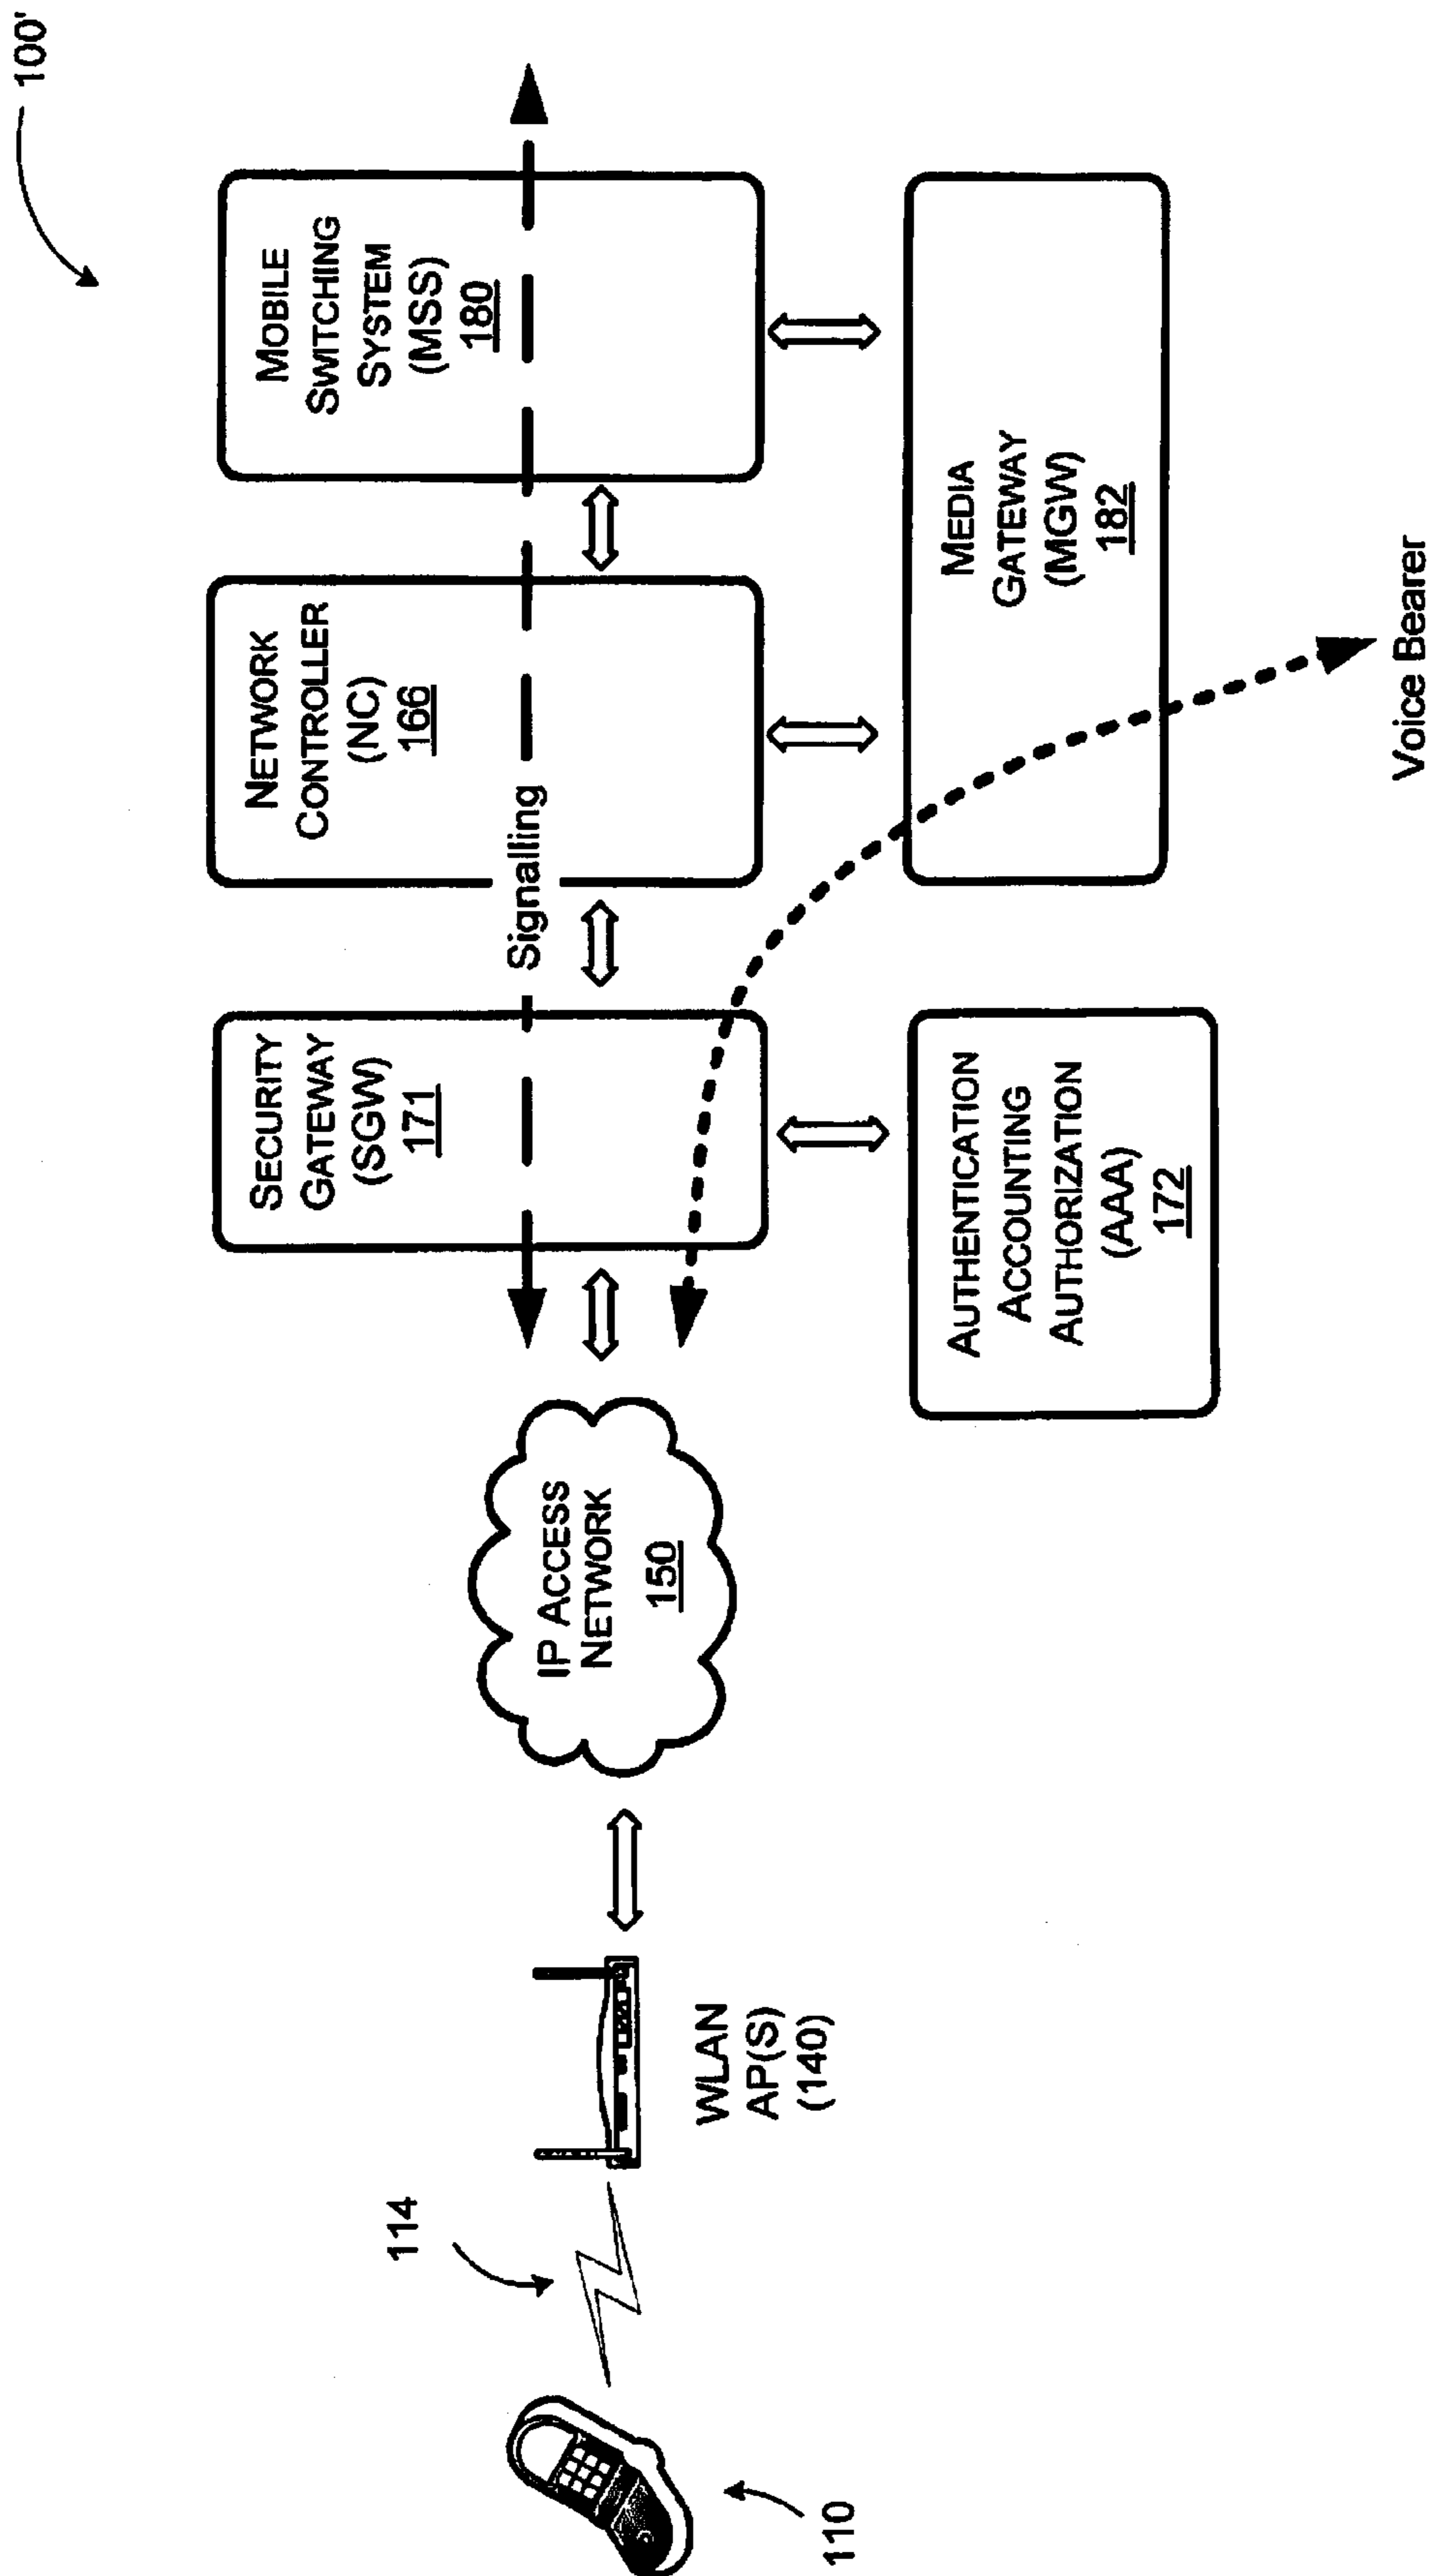 100'
MOBILE
SWITCHING
SYSTEM
(MSS)
180
NETWORK
CONTROLLER
(NC)
166
SECURITY
GATEWAY
(SGW)
171
Signalling
IP ACCESS
NETWORK
150
114
110
WLAN
AP(S)
(140)
AUTHENTICATION
ACCOUNTING
AUTHORIZATION
(AAA)
172
MEDIA
GATEWAY
(MGW)
182
Voice Bearer